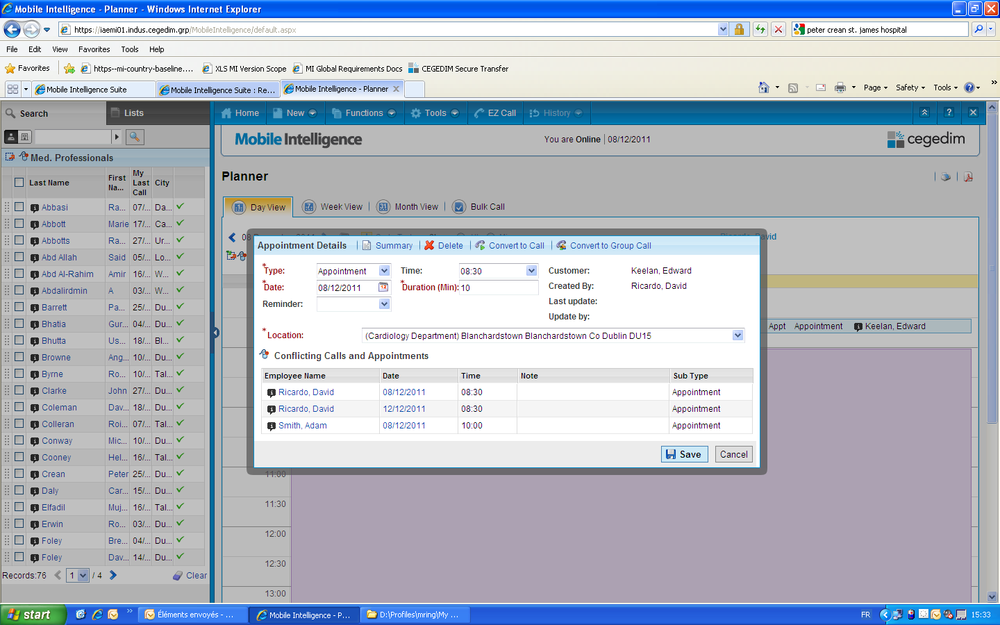 Mobile Intelligence - Planner - Windows Internet Explorer
https://iaemi01.indus.cegedim.grp/MobileIntelligence/default.aspx
peter crean st. james hospital
File Edit View Favorites Tools Help
Favorites https--mi-country-baseline.... XLS MI Version Scope MI Global Requirements Docs CEGEDIM Secure Transfer
Mobile Intelligence Suite Mobile Intelligence Suite : Re... Mobile Intelligence - Planner Page Safety Tools
Search Lists Home New Functions Tools EZ Call History
MobileIntelligence You are Online | 08/12/2011 cegedim
Med. Professionals
Planner
Last Name First Na... My Last Call City
Day View Week View Month View Bulk Call
Abbasi Ra... 07/... Da...
Abbott Marie 17/... Ca...
Abbotts Ra... 27/... Ur...
Abd Allah Said 05/... Lo...
Abd Al-Rahim Amir 16/... W...
Abdalirdmin A 03/... W...
Barrett Pa... 25/... Du...
Bhatia Gur... 04/... Du...
Bhutta Us... 18/... Bl...
Browne Ang... 10/... Du...
Byrne Ro... 10/... Tal...
Clarke John 27/... Du...
Coleman Dav... 18/... Du...
Colleran Roi... 07/... Tal...
Conway Mic... 10/... Du...
Cooney Hel... 16/... Tal...
Crean Peter 25/... Du...
Daly Car... 15/... Du...
Elfadil Muj... 16/... Tal...
Erwin Ro... 03/... Du...
Foley Bre... 04/... Du...
Foley Dav... 14/... Du...
Records:76 1 / 4 Clear
Appointment Details Summary Delete Convert to Call Convert to Group Call
*Type: Appointment Time: 08:30 Customer: Keelan, Edward
*Date: 08/12/2011 *Duration (Min): 10 Created By: Ricardo, David
Reminder: Last update:
Update by:
*Location: (Cardiology Department) Blanchardstown Blanchardstown Co Dublin DU15
Conflicting Calls and Appointments
Employee Name Date Time Note Sub Type
Ricardo, David 08/12/2011 08:30 Appointment
Ricardo, David 12/12/2011 08:30 Appointment
Smith, Adam 08/12/2011 10:00 Appointment
Save Cancel
Appt Appointment Keelan, Edward
11:00
11:30
12:00
12:30
13:00
start Éléments envoyés - ... Mobile Intelligence - P... D:\Profiles\mring\My ... FR 15:33